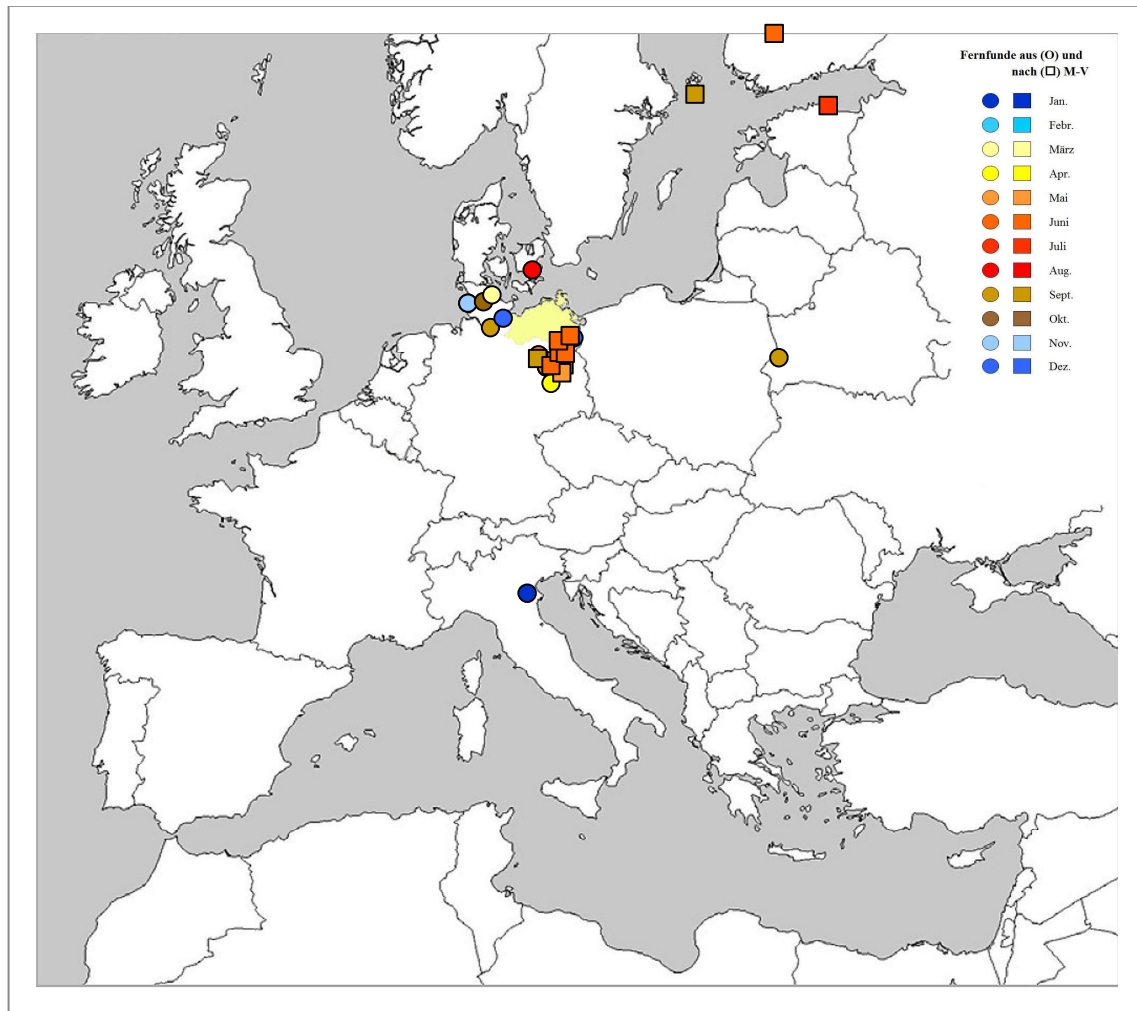 Fernfunde aus (O) und
nach (□) M-V
Jan.
Febr.
März
Apr.
Mai
Juni
Juli
Aug.
Sept.
Okt.
Nov.
Dez.